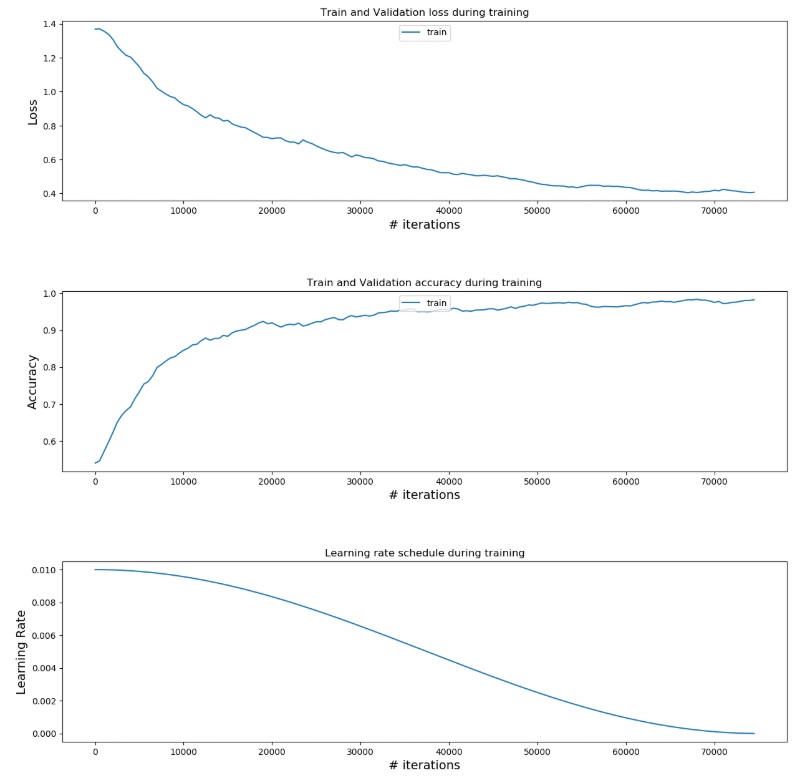 Train and Validation loss during training
train
1.4
1.2
1.0
0.8
0.6
0.4
Loss
0 10000 20000 30000 40000 50000 60000 70000
# iterations
Train and Validation accuracy during training
train
1.0
0.9
0.8
0.7
0.6
Accuracy
0 10000 20000 30000 40000 50000 60000 70000
# iterations
Learning rate schedule during training
0.010
0.008
0.006
0.004
0.002
0.000
Learning Rate
0 10000 20000 30000 40000 50000 60000 70000
# iterations